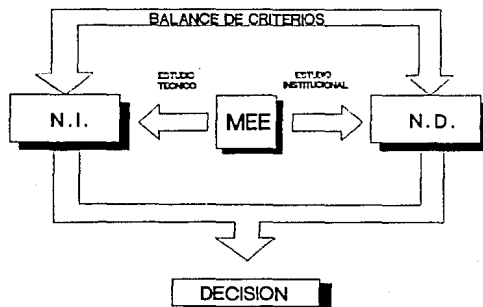 BALANCE DE CRITERIOS
ESTUDIO
TECNICO
ESTUDIO
INSTITUCIONAL
N.I.
MEE
N.D.
DECISION